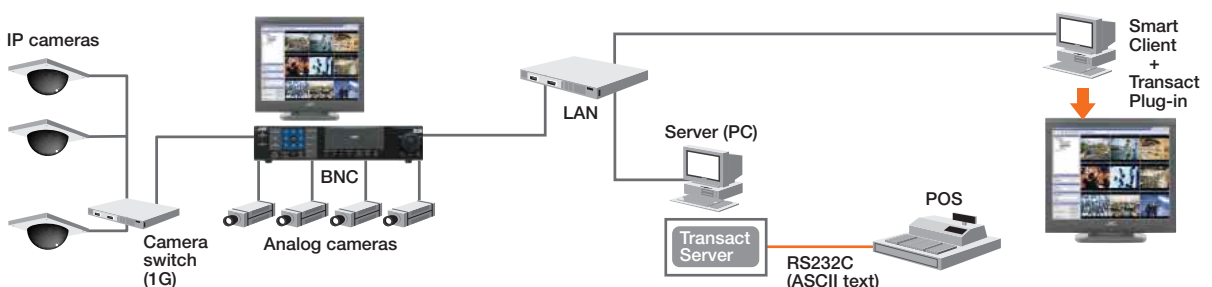 IP cameras
BNC
Analog cameras
Camera
switch
(1G)
LAN
Server (PC)
Transact
Server
RS232C
(ASCII text)
POS
Smart
Client
+
Transact
Plug-in